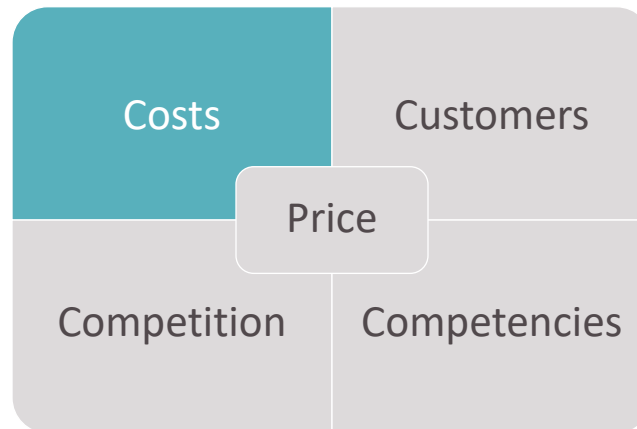 Costs
Customers
Price
Competition
Competencies